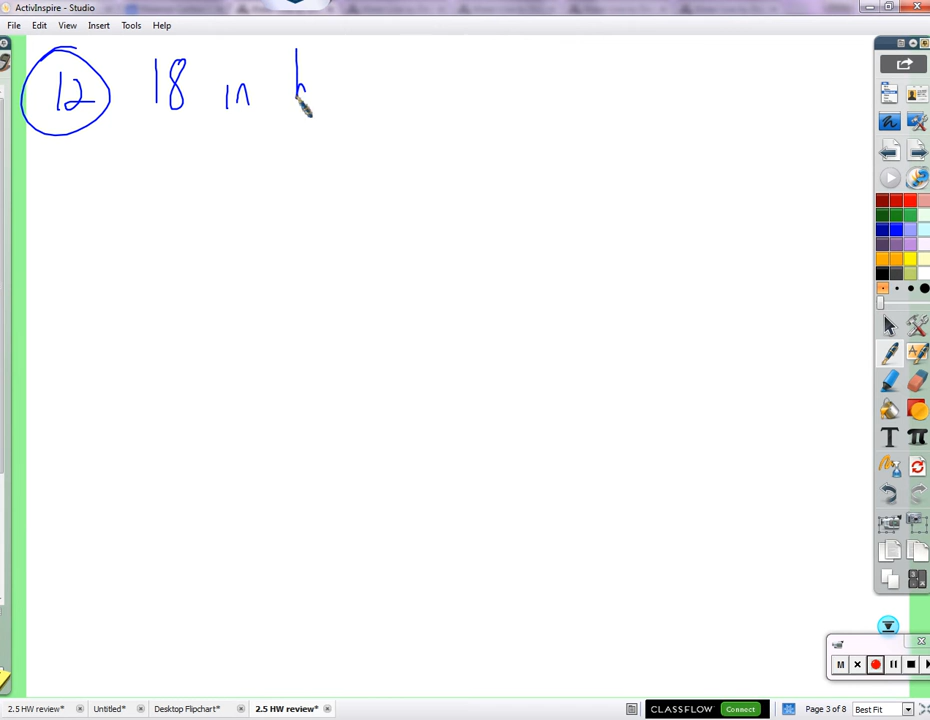 ActivInspire - Studio
File Edit View Insert Tools Help
12 18 in h
M
2.5 HW review* Untitled* Desktop Flipchart* 2.5 HW review* CLASSFLOW Connect Page 3 of 8 Best Fit